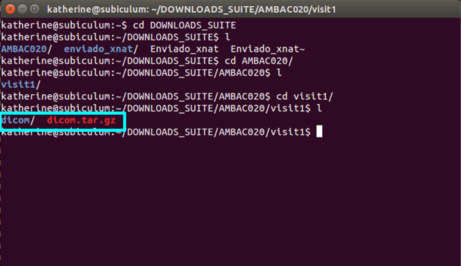 katherine@subiculum: ~/DOWNLOADS_SUITE/AMBAC020/visit1
katherine@subiculum:~$ cd DOWNLOADS_SUITE
katherine@subiculum:~/DOWNLOADS_SUITE$ l
AMBAC020/ enviado_xnat/ Enviado_xnat Enviado_xnat~
katherine@subiculum:~/DOWNLOADS_SUITE$ cd AMBAC020/
katherine@subiculum:~/DOWNLOADS_SUITE/AMBAC020$ l
visit1/
katherine@subiculum:~/DOWNLOADS_SUITE/AMBAC020$ cd visit1/
katherine@subiculum:~/DOWNLOADS_SUITE/AMBAC020/visit1$ l
dicom/ dicom.tar.gz
katherine@subiculum:~/DOWNLOADS_SUITE/AMBAC020/visit1$